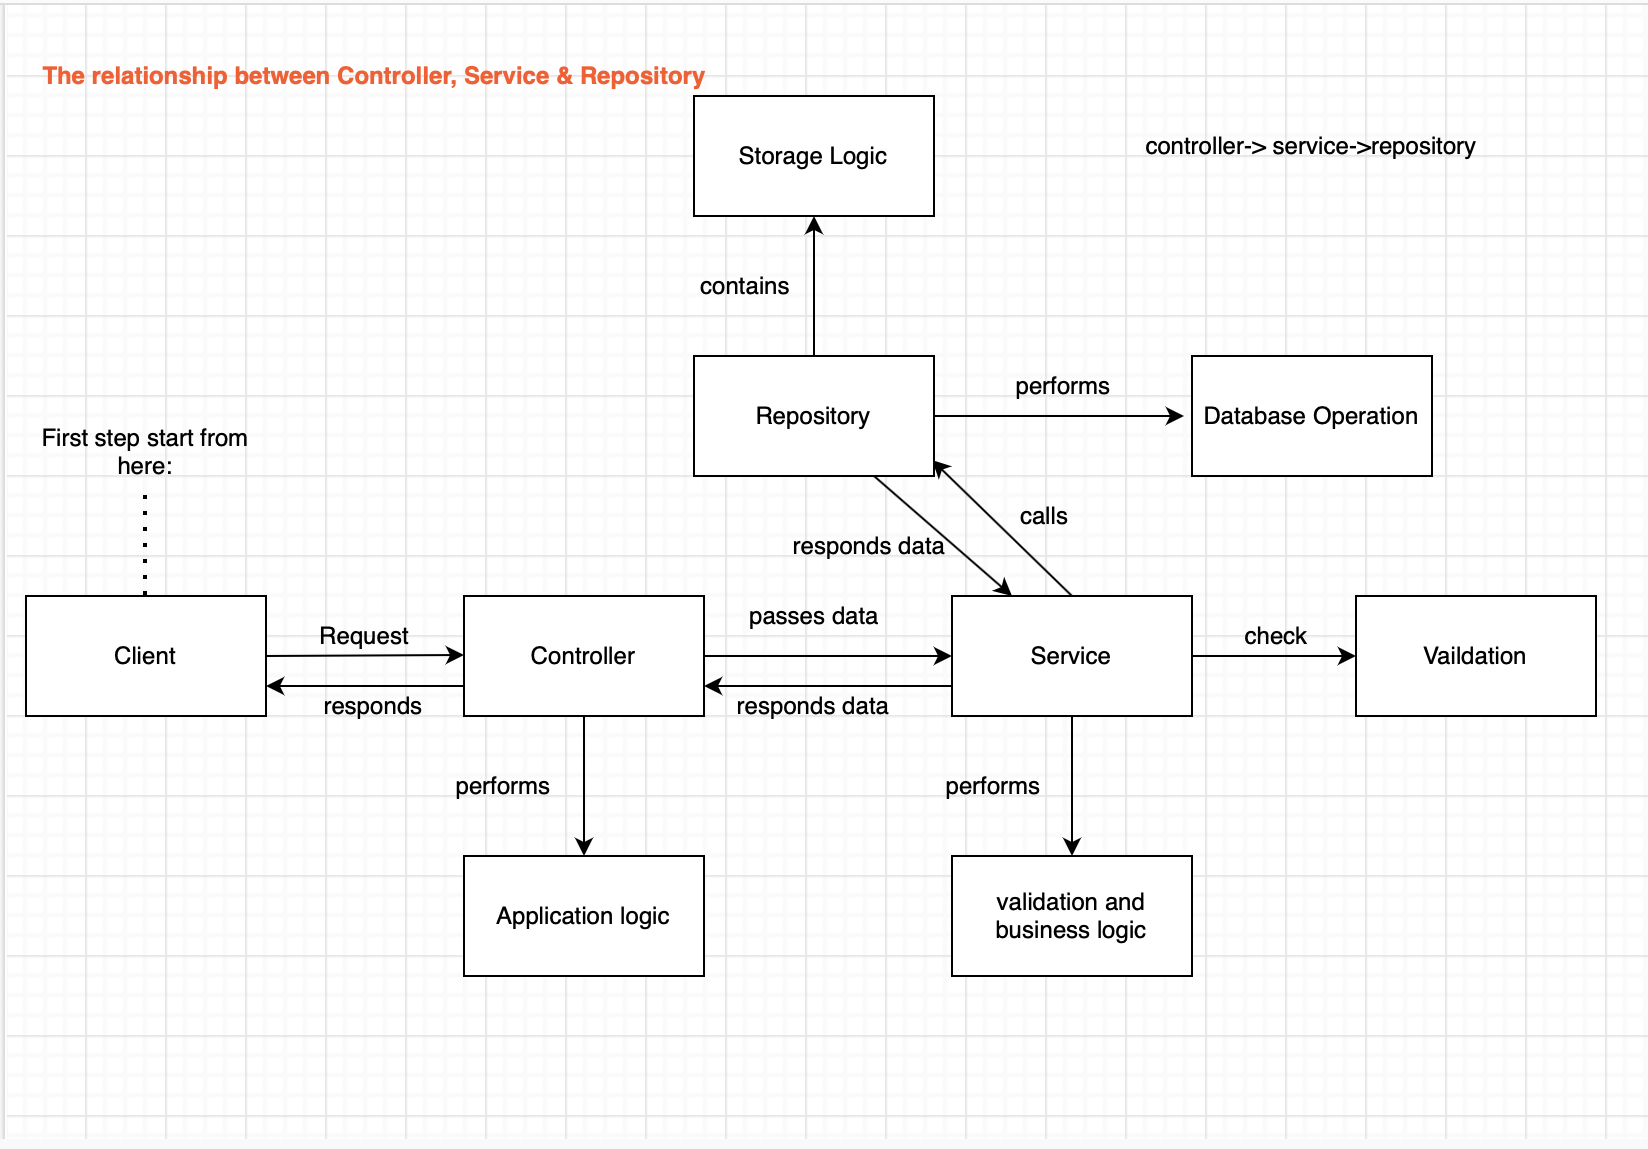 The relationship between Controller, Service & Repository
Storage Logic
controller-> service->repository
contains
Repository
performs
Database Operation
First step start from
here:
calls
responds data
Client
Request
responds
Controller
passes data
responds data
Service
check
Vaildation
performs
performs
Application logic
validation and
business logic